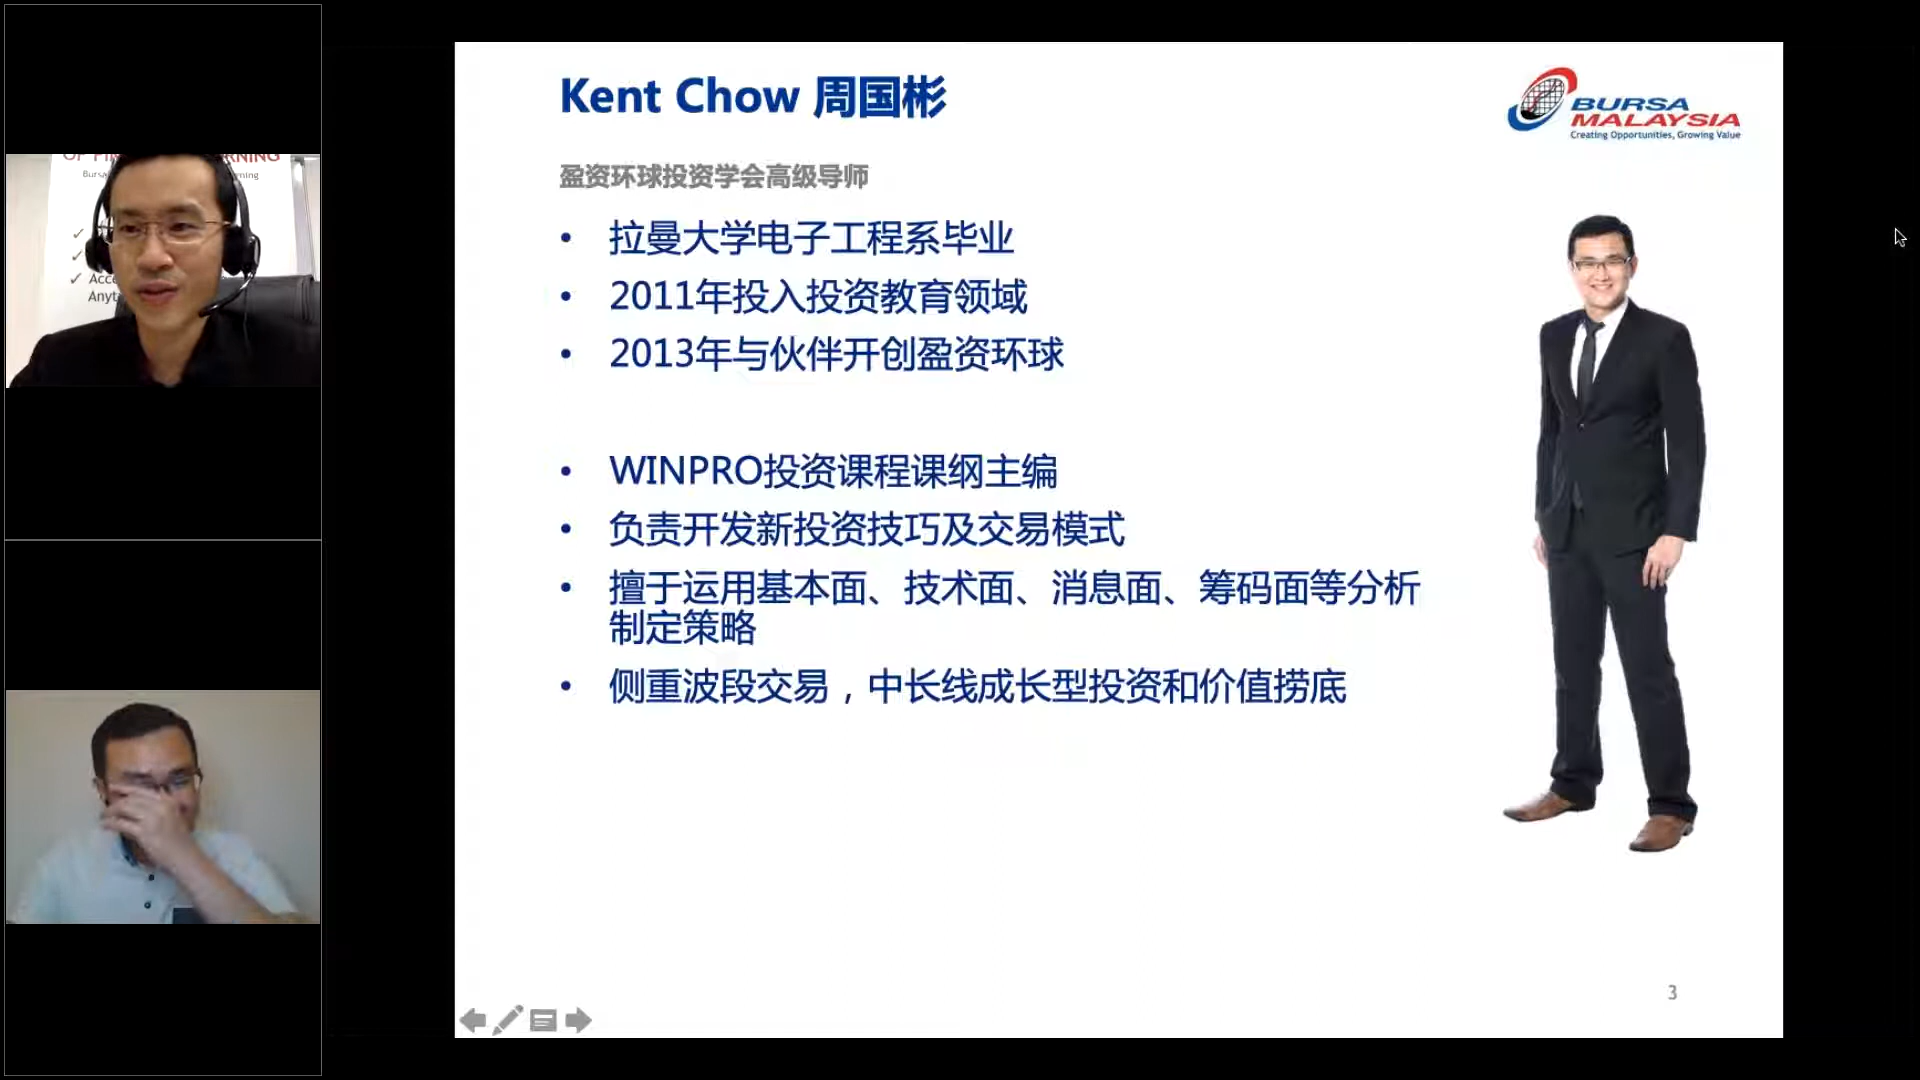 Kent Chow 周国彬
BURSA
MALAYSIA
Creating Opportunities, Growing Value
盈资环球投资学会高级导师
• 拉曼大学电子工程系毕业
• 2011年投入投资教育领域
• 2013年与伙伴开创盈资环球
• WINPRO投资课程课纲主编
• 负责开发新投资技巧及交易模式
• 擅于运用基本面、技术面、消息面、筹码面等分析
制定策略
• 侧重波段交易，中长线成长型投资和价值捞底
3